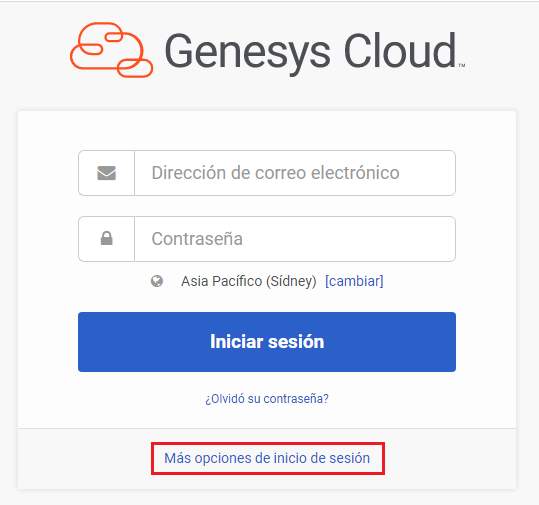 Genesys Cloud™
Dirección de correo electrónico
Contraseña
Asia Pacífico (Sídney) [cambiar]
Iniciar sesión
¿Olvidó su contraseña?
Más opciones de inicio de sesión